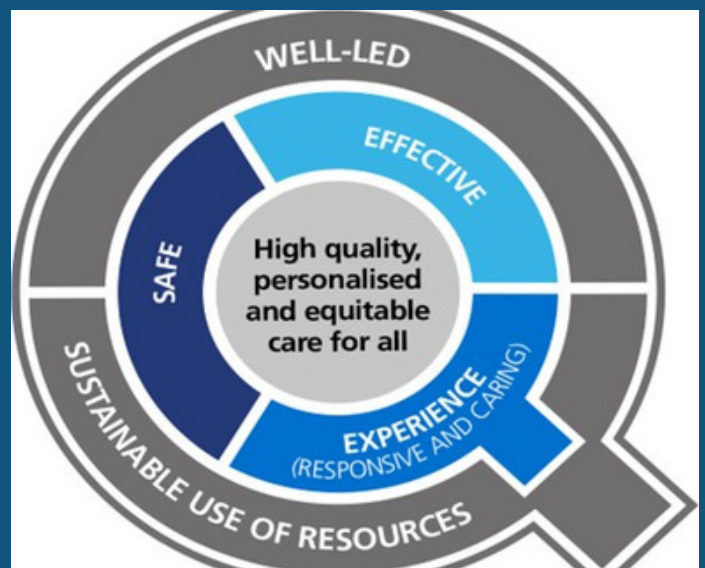 WELL-LED
EFFECTIVE
SAFE
High quality,
personalised
and equitable
care for all
EXPERIENCE
(RESPONSIVE AND CARING)
SUSTAINABLE USE OF RESOURCES